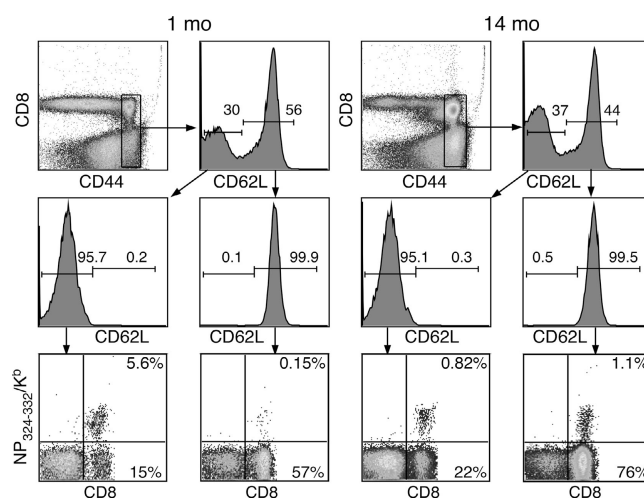 1 mo 14 mo
CD8 30 56 CD8 37 44
CD44 CD62L CD44 CD62L
95.7 0.2 0.1 99.9 95.1 0.3 0.5 99.5
CD62L CD62L CD62L CD62L
NP324-332/Kb 5.6% 0.15% 0.82% 1.1%
15% 57% 22% 76%
CD8 CD8 CD8 CD8